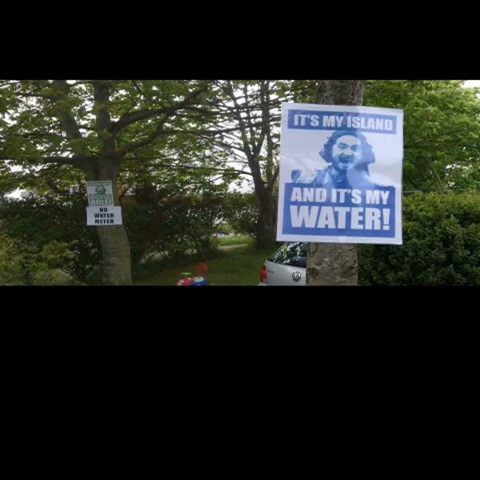 NO
WATER
METER
IT'S MY ISLAND
AND IT'S MY
WATER!